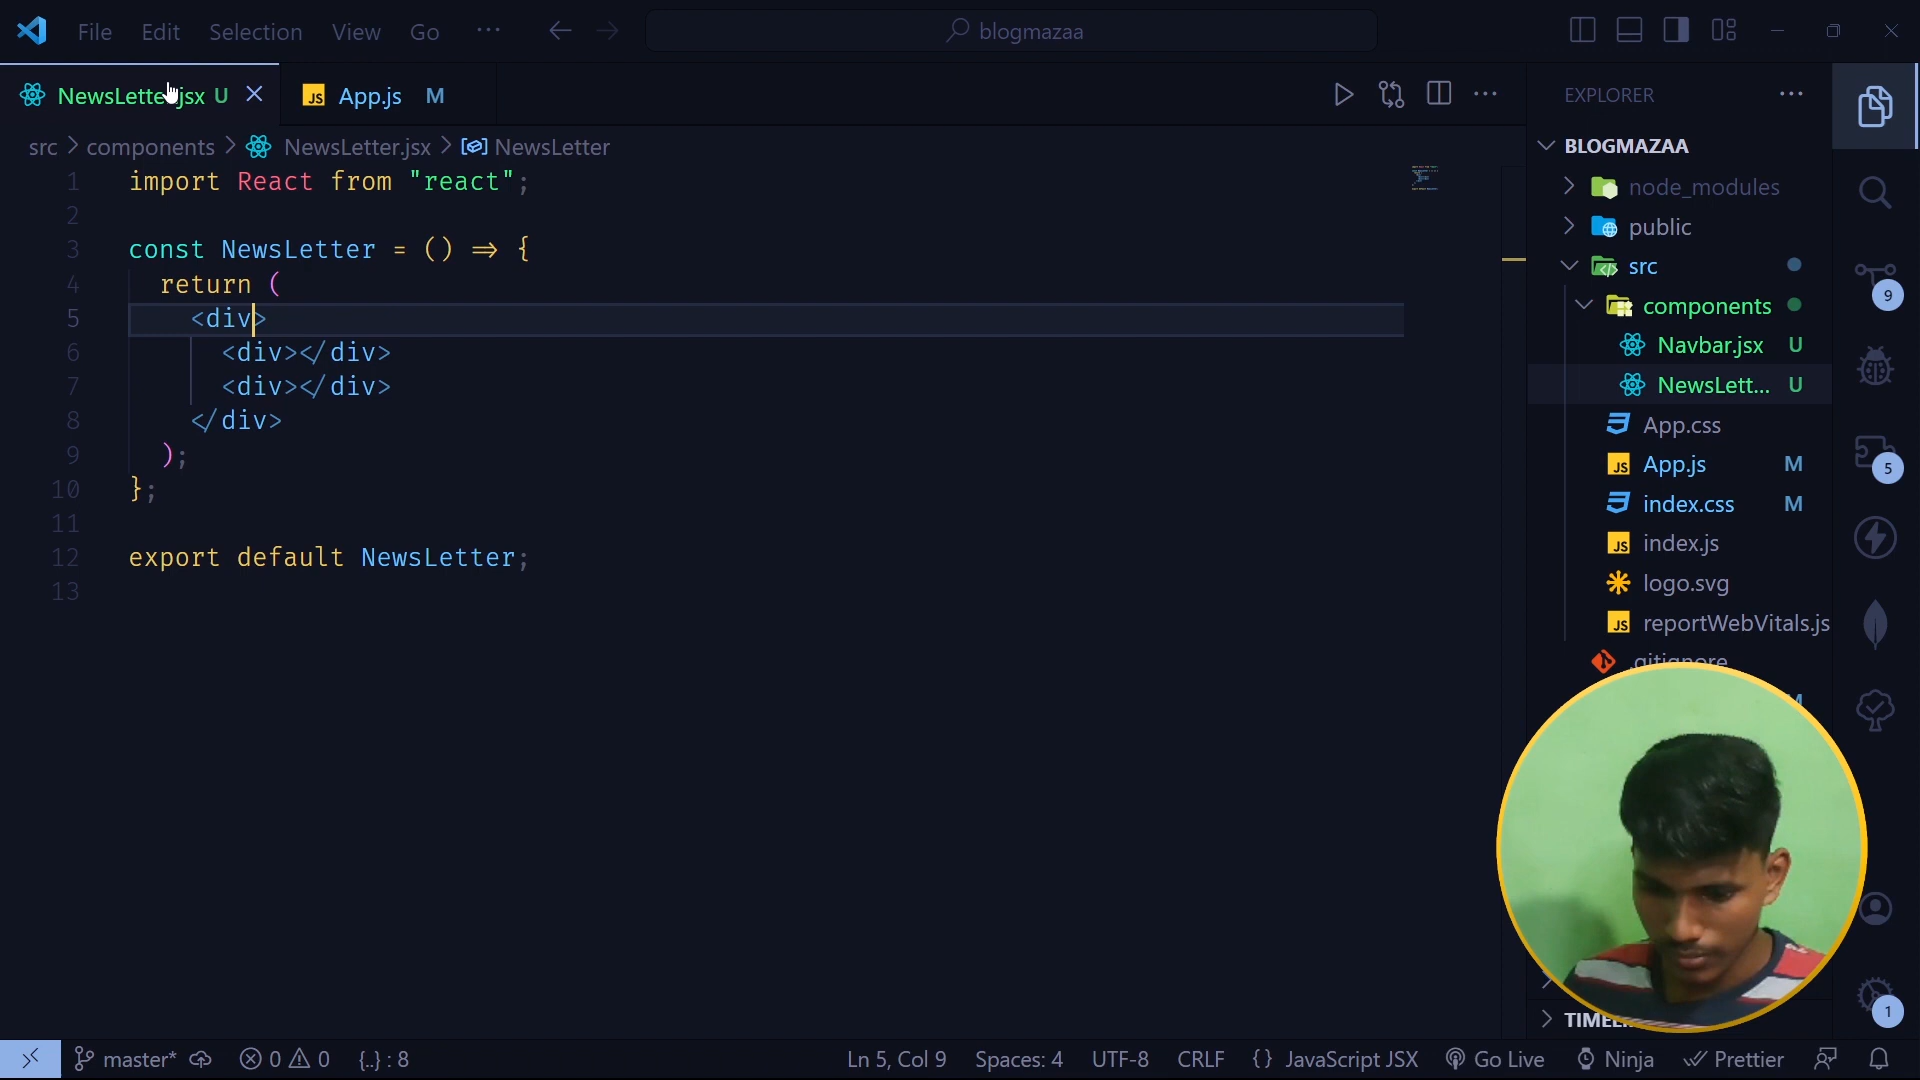 File Edit Selection View Go ··· blogmazaa
NewsLetter.jsx U App.js M
src > components > NewsLetter.jsx > NewsLetter
1 import React from "react";
2
3 const NewsLetter = () => {
4 return (
5 <div>
6 <div></div>
7 <div></div>
8 </div>
9 );
10 };
11
12 export default NewsLetter;
13
EXPLORER ···
BLOGMAZAA
node_modules
public
src
components
Navbar.jsx U
NewsLett... U
App.css
App.js M
index.css M
index.js
logo.svg
reportWebVitals.js
.gitignore
9
5
1
master* 0 0 {..} : 8 Ln 5, Col 9 Spaces: 4 UTF-8 CRLF {} JavaScript JSX Go Live Ninja Prettier